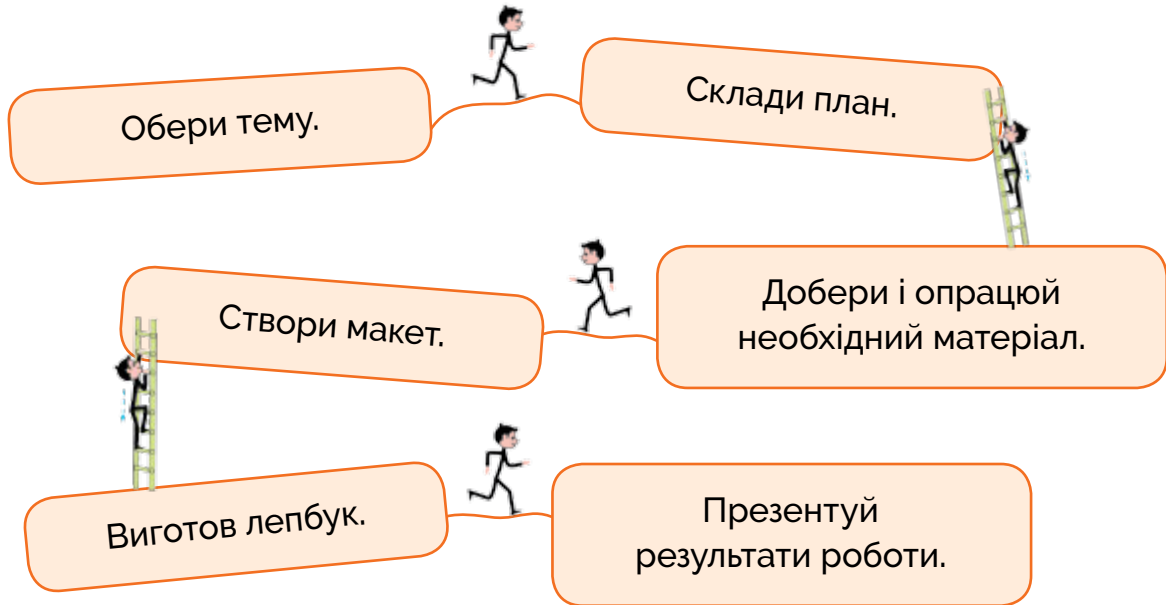 Обери тему.
Склади план.
Добери і опрацюй
необхідний матеріал.
Створи макет.
Виготов лепбук.
Презентуй
результати роботи.